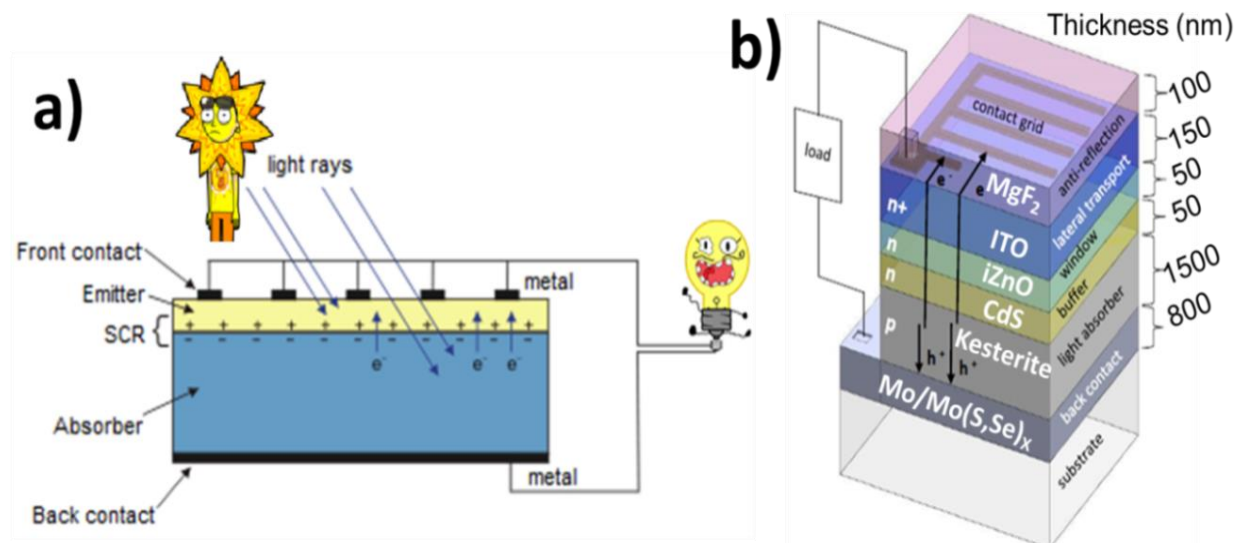 a)
light rays
Front contact
metal
Emitter
SCR
+ + + + + + + + + + +
- - - - - - - - - - -
e⁻ e⁻ e⁻
Absorber
metal
Back contact
b)
Thickness (nm)
100
150
50
50
1500
800
load
contact grid
e⁻
e⁻
MgF₂
anti-reflection
n+
ITO
lateral transport
n
iZnO
window
n
CdS
buffer
p
Kesterite
light absorber
h⁺
h⁺
Mo/Mo(S,Se)ₓ
back contact
substrate